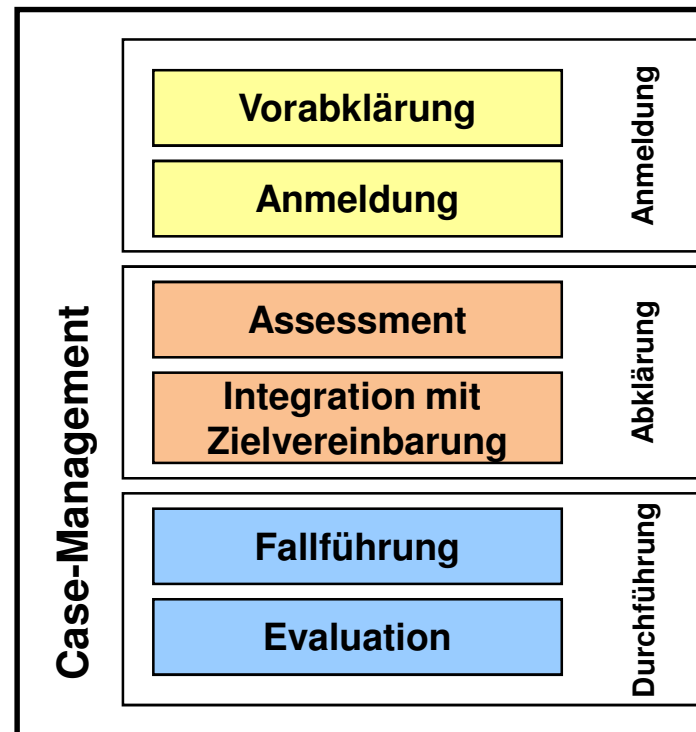 Case-Management
Vorabklärung
Anmeldung
Anmeldung
Assessment
Integration mit
Zielvereinbarung
Abklärung
Fallführung
Evaluation
Durchführung